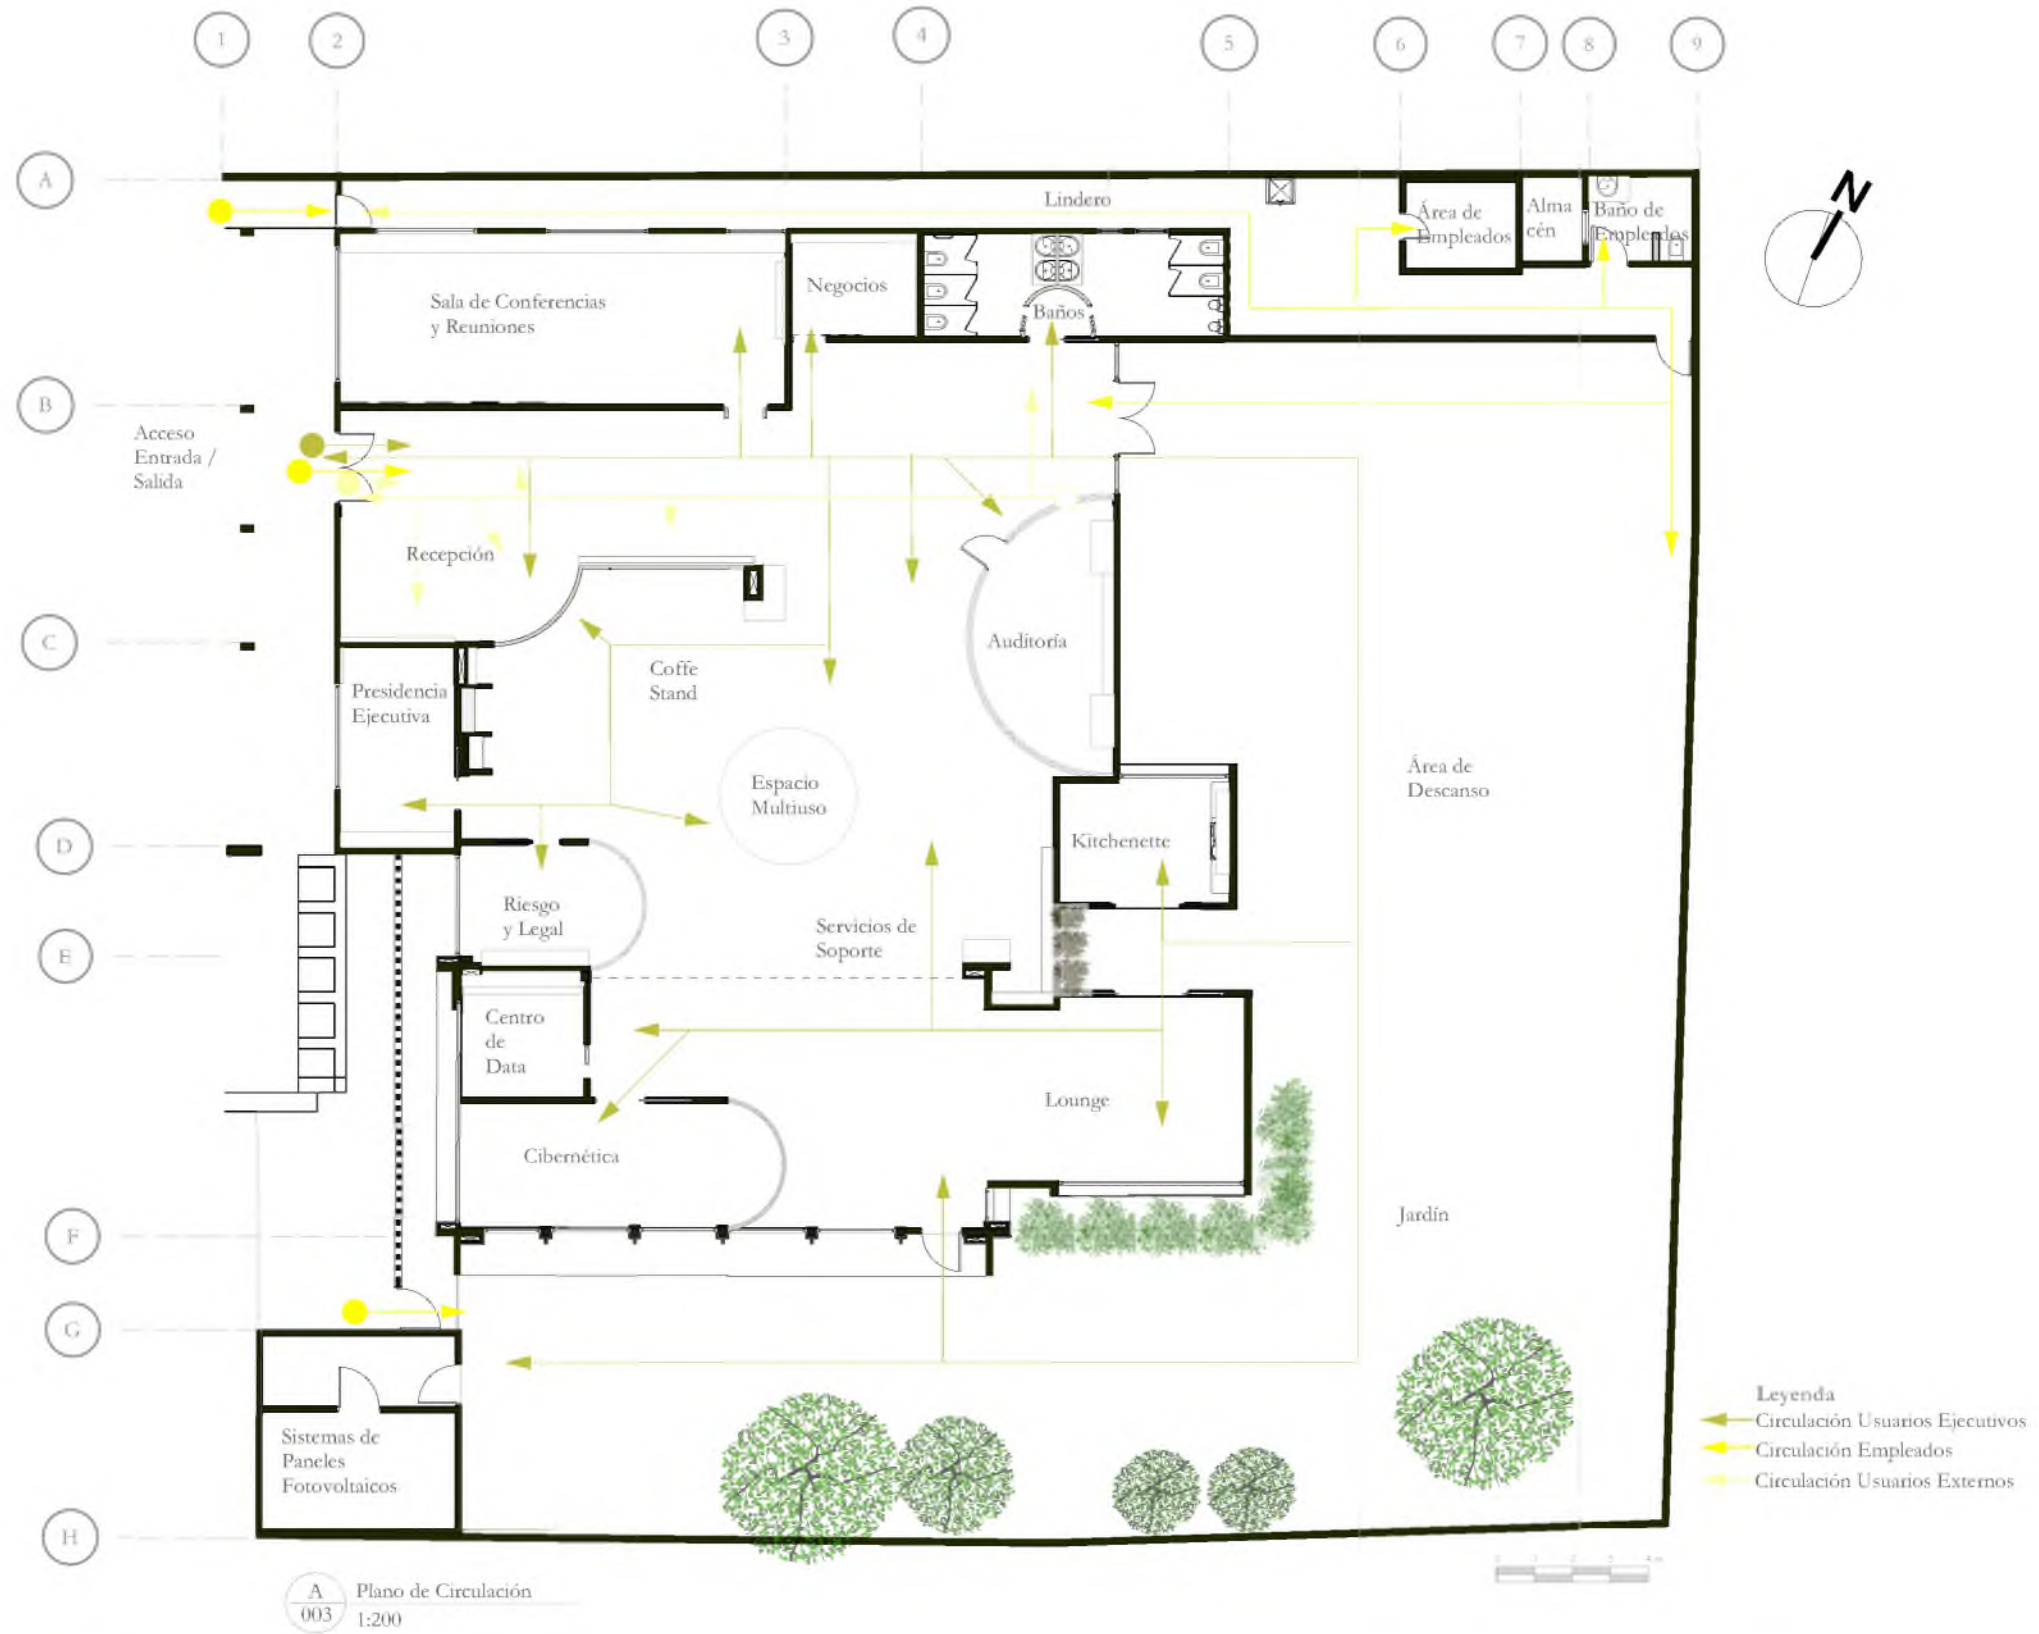 1
2
3
4
5
6
7
8
9
A
B
C
D
E
F
G
H
N
Lindero
Área de
Empleados
Alma
cén
Baño de
Empleados
Sala de Conferencias
y Reuniones
Negocios
Baños
Acceso
Entrada /
Salida
Recepción
Auditoría
Presidencia
Ejecutiva
Coffe
Stand
Espacio
Multiuso
Área de
Descanso
Kitchenette
Riesgo
y Legal
Servicios de
Soporte
Centro
de
Data
Lounge
Cibernética
Jardín
Sistemas de
Paneles
Fotovoltaicos
Leyenda
Circulación Usuarios Ejecutivos
Circulación Empleados
Circulación Usuarios Externos
A
003
Plano de Circulación
1:200